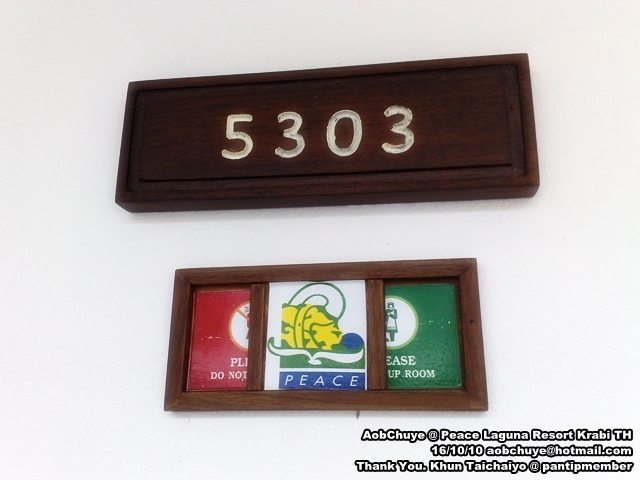 5303
PLE
DO NOT
PEACE
EASE
UP ROOM
AobChuye @ Peace Laguna Resort Krabi TH
16/10/10 aobchuye@hotmail.com
Thank You. Khun Taichaiyo @ pantipmember